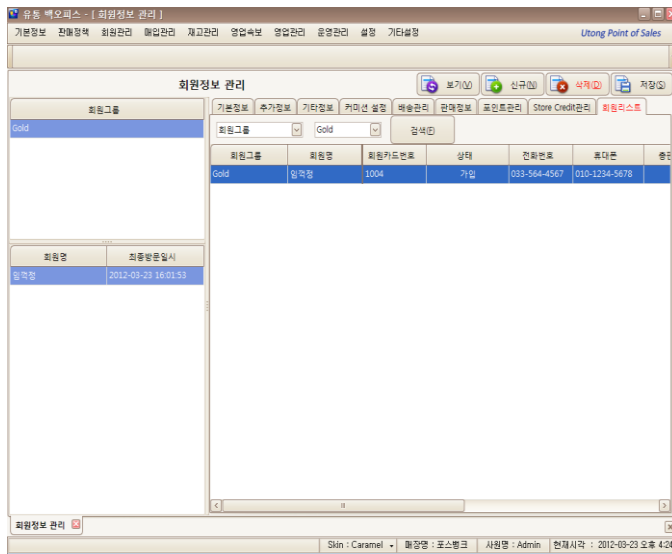 유통 백오피스 - [ 회원정보 관리 ]
기본정보 판매정책 회원관리 매입관리 재고관리 영업속보 영업관리 운영관리 설정 기타설정 Utong Point of Sales
회원정보 관리 보기(V) 신규(N) 삭제(D) 저장(S)
회원그룹 기본정보 추가정보 기타정보 커미션 설정 배송관리 판매정보 포인트관리 Store Credit관리 회원리스트
Gold 회원그룹 Gold 검색(F)
회원그룹 회원명 회원카드번호 상태 전화번호 휴대폰
Gold 임꺽정 1004 가입 033-564-4567 010-1234-5678
회원명 최종방문일시
임꺽정 2012-03-23 16:01:53
회원정보 관리
Skin : Caramel 매장명 : 포스뱅크 사원명 : Admin 현재시각 : 2012-03-23 오후 4:24